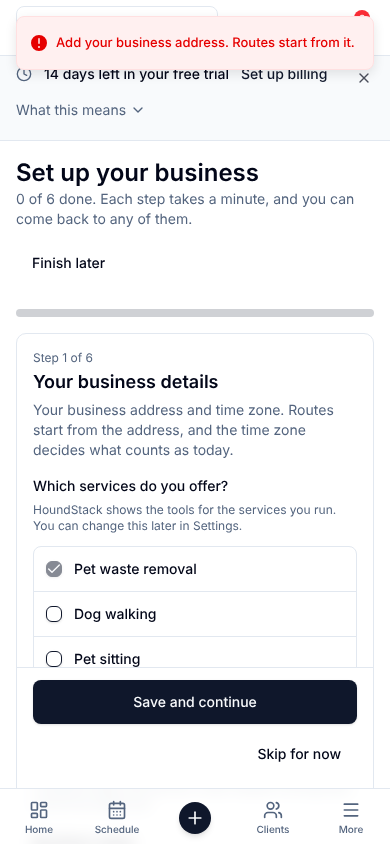 Add your business address. Routes start from it.
14 days left in your free trial Set up billing
What this means
Set up your business
0 of 6 done. Each step takes a minute, and you can
come back to any of them.
Finish later
Step 1 of 6
Your business details
Your business address and time zone. Routes
start from the address, and the time zone
decides what counts as today.
Which services do you offer?
HoundStack shows the tools for the services you run.
You can change this later in Settings.
Pet waste removal
Dog walking
Pet sitting
Save and continue
Skip for now
Home
Schedule
Clients
More